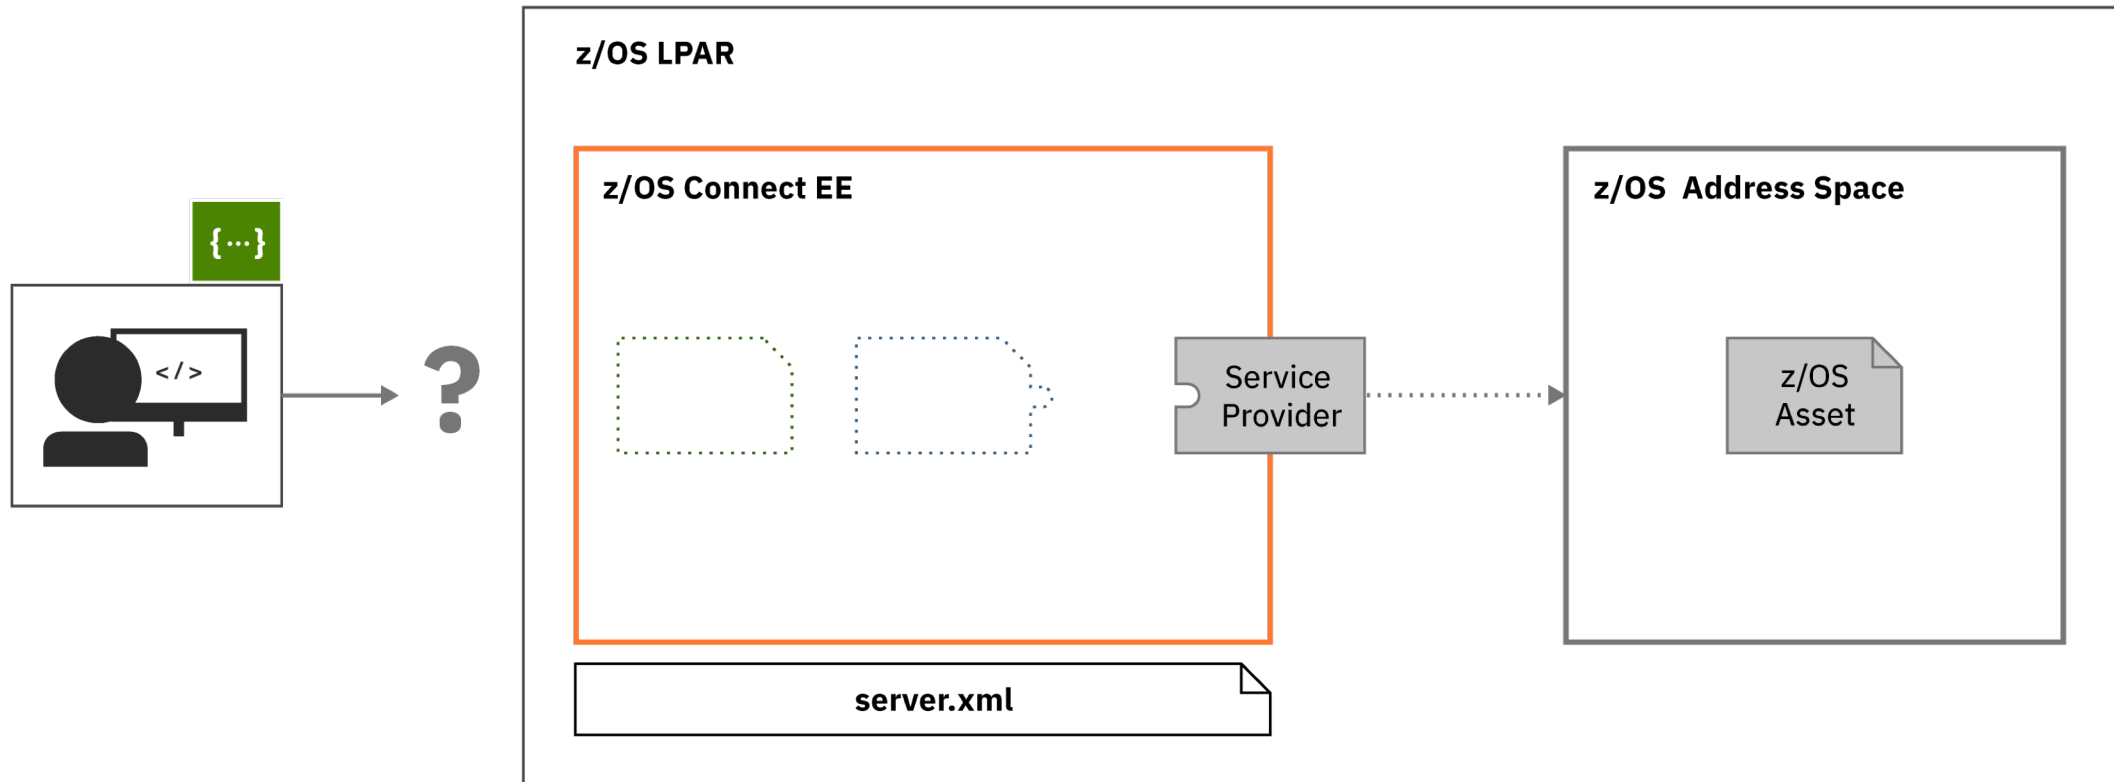 z/OS LPAR
z/OS Connect EE
z/OS Address Space
{...}
</>
?
Service
Provider
z/OS
Asset
server.xml